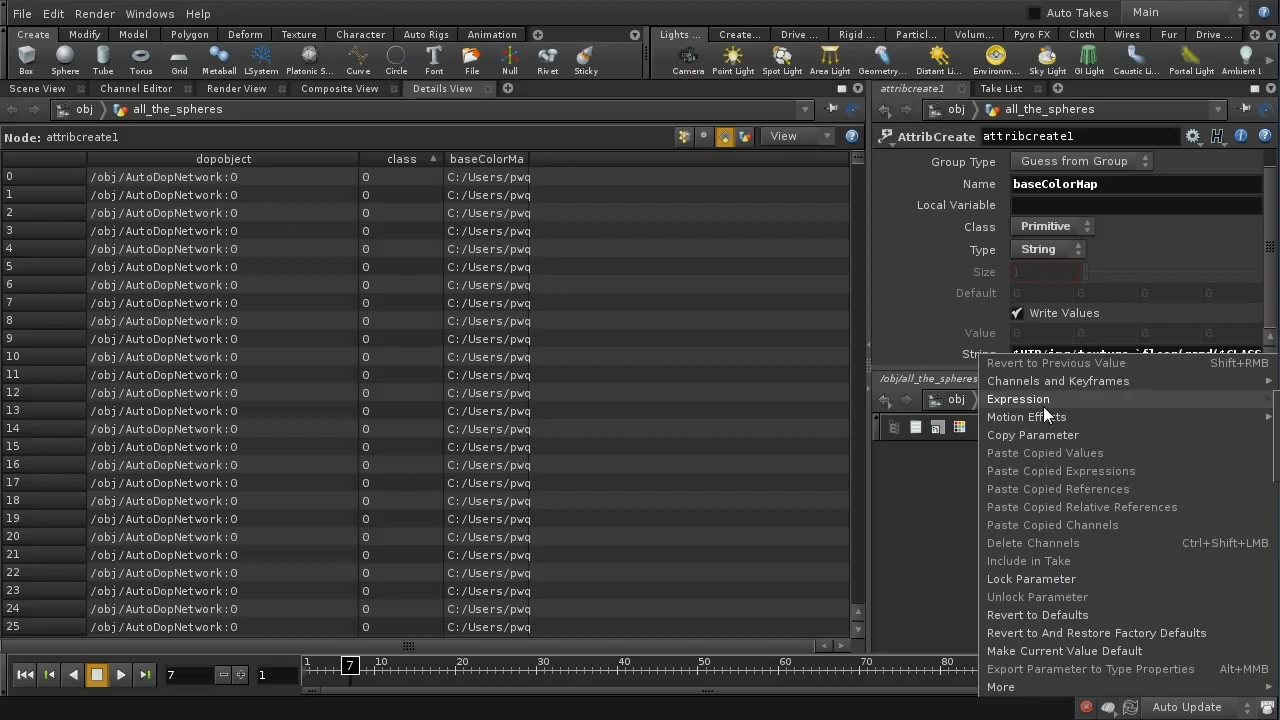 File Edit Render Windows Help Auto Takes Main
Create Modify Model Polygon Deform Texture Character Auto Rigs Animation Lights ... Create... Drive ... Rigid ... Particl... Volum... Pyro FX Cloth Wires Fur Drive ...
Box Sphere Tube Torus Grid Metaball LSystem Platonic S... Curve Circle Font File Null Rivet Sticky Camera Point Light Spot Light Area Light Geometry... Distant Li... Environm... Sky Light GI Light Caustic Li... Portal Light Ambient L
Scene View Channel Editor Render View Composite View Details View attribcreate1 Take List
obj all_the_spheres obj all_the_spheres
Node: attribcreate1 View AttribCreate attribcreate1
dopobject class baseColorMa
0 /obj/AutoDopNetwork:0 0 C:/Users/pwq
1 /obj/AutoDopNetwork:0 0 C:/Users/pwq
2 /obj/AutoDopNetwork:0 0 C:/Users/pwq
3 /obj/AutoDopNetwork:0 0 C:/Users/pwq
4 /obj/AutoDopNetwork:0 0 C:/Users/pwq
5 /obj/AutoDopNetwork:0 0 C:/Users/pwq
6 /obj/AutoDopNetwork:0 0 C:/Users/pwq
7 /obj/AutoDopNetwork:0 0 C:/Users/pwq
8 /obj/AutoDopNetwork:0 0 C:/Users/pwq
9 /obj/AutoDopNetwork:0 0 C:/Users/pwq
10 /obj/AutoDopNetwork:0 0 C:/Users/pwq
11 /obj/AutoDopNetwork:0 0 C:/Users/pwq
12 /obj/AutoDopNetwork:0 0 C:/Users/pwq
13 /obj/AutoDopNetwork:0 0 C:/Users/pwq
14 /obj/AutoDopNetwork:0 0 C:/Users/pwq
15 /obj/AutoDopNetwork:0 0 C:/Users/pwq
16 /obj/AutoDopNetwork:0 0 C:/Users/pwq
17 /obj/AutoDopNetwork:0 0 C:/Users/pwq
18 /obj/AutoDopNetwork:0 0 C:/Users/pwq
19 /obj/AutoDopNetwork:0 0 C:/Users/pwq
20 /obj/AutoDopNetwork:0 0 C:/Users/pwq
21 /obj/AutoDopNetwork:0 0 C:/Users/pwq
22 /obj/AutoDopNetwork:0 0 C:/Users/pwq
23 /obj/AutoDopNetwork:0 0 C:/Users/pwq
24 /obj/AutoDopNetwork:0 0 C:/Users/pwq
25 /obj/AutoDopNetwork:0 0 C:/Users/pwq
Group Type Guess from Group
Name baseColorMap
Local Variable
Class Primitive
Type String
Size 1
Default 0 0 0 0
Write Values
Value 0 0 0 0
String
/obj/all_the_spheres
obj
Revert to Previous Value Shift+RMB
Channels and Keyframes
Expression
Motion Effects
Copy Parameter
Paste Copied Values
Paste Copied Expressions
Paste Copied References
Paste Copied Relative References
Paste Copied Channels
Delete Channels Ctrl+Shift+LMB
Include in Take
Lock Parameter
Unlock Parameter
Revert to Defaults
Revert to And Restore Factory Defaults
Make Current Value Default
Export Parameter to Type Properties Alt+MMB
More
7 1 1 7 10 20 30 40 50 60 70 80
Auto Update